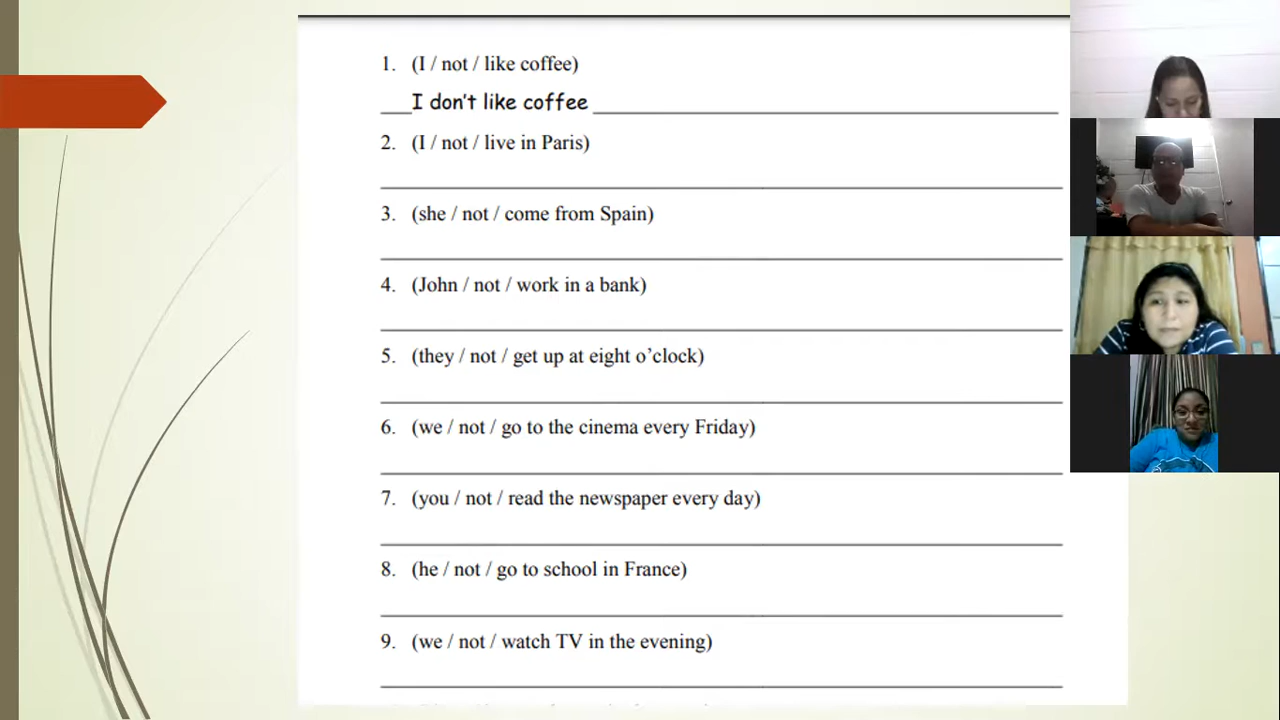 1. (I / not / like coffee)
___I don't like coffee ____________________
2. (I / not / live in Paris)
3. (she / not / come from Spain)
4. (John / not / work in a bank)
5. (they / not / get up at eight o’clock)
6. (we / not / go to the cinema every Friday)
7. (you / not / read the newspaper every day)
8. (he / not / go to school in France)
9. (we / not / watch TV in the evening)